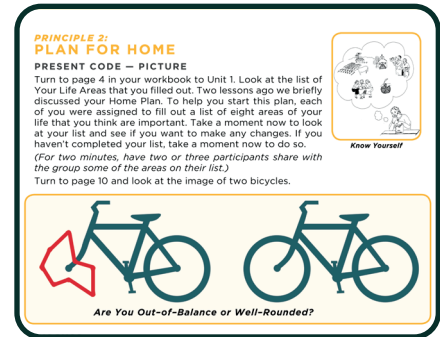 PRINCIPLE 2:
PLAN FOR HOME
PRESENT CODE — PICTURE
Turn to page 4 in your workbook to Unit 1. Look at the list of
Your Life Areas that you filled out. Two lessons ago we briefly
discussed your Home Plan. To help you start this plan, each
of you were assigned to fill out a list of eight areas of your
life that you think are important. Take a moment now to look
at your list and see if you want to make any changes. If you
haven't completed your list, take a moment now to do so.
(For two minutes, have two or three participants share with
the group some of the areas on their list.)
Turn to page 10 and look at the image of two bicycles.
Know Yourself
Are You Out-of-Balance or Well-Rounded?